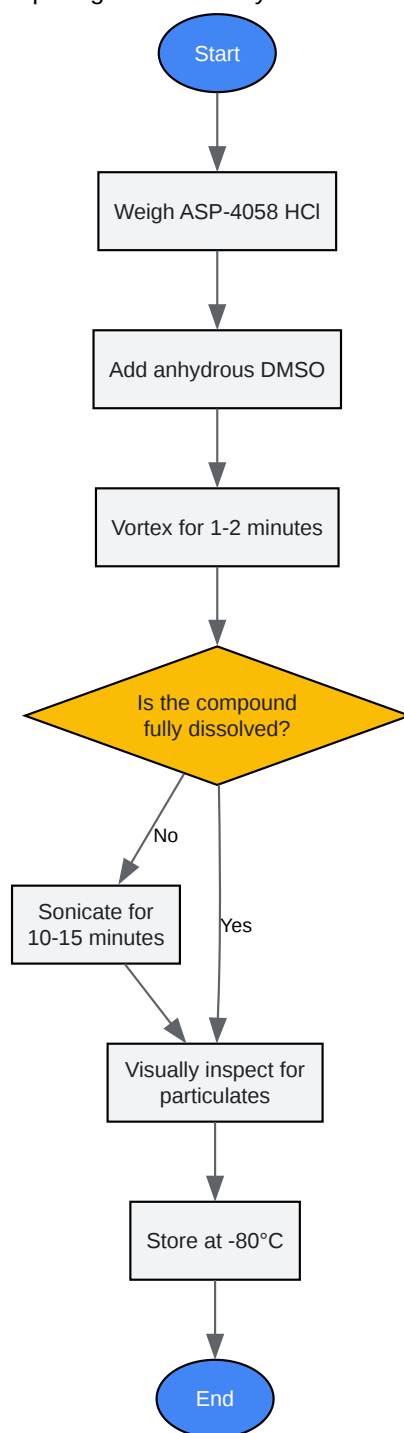 Start
Weigh ASP-4058 HCl
Add anhydrous DMSO
Vortex for 1-2 minutes
Is the compound
fully dissolved?
No
Sonicate for
10-15 minutes
Yes
Visually inspect for
particulates
Store at -80°C
End